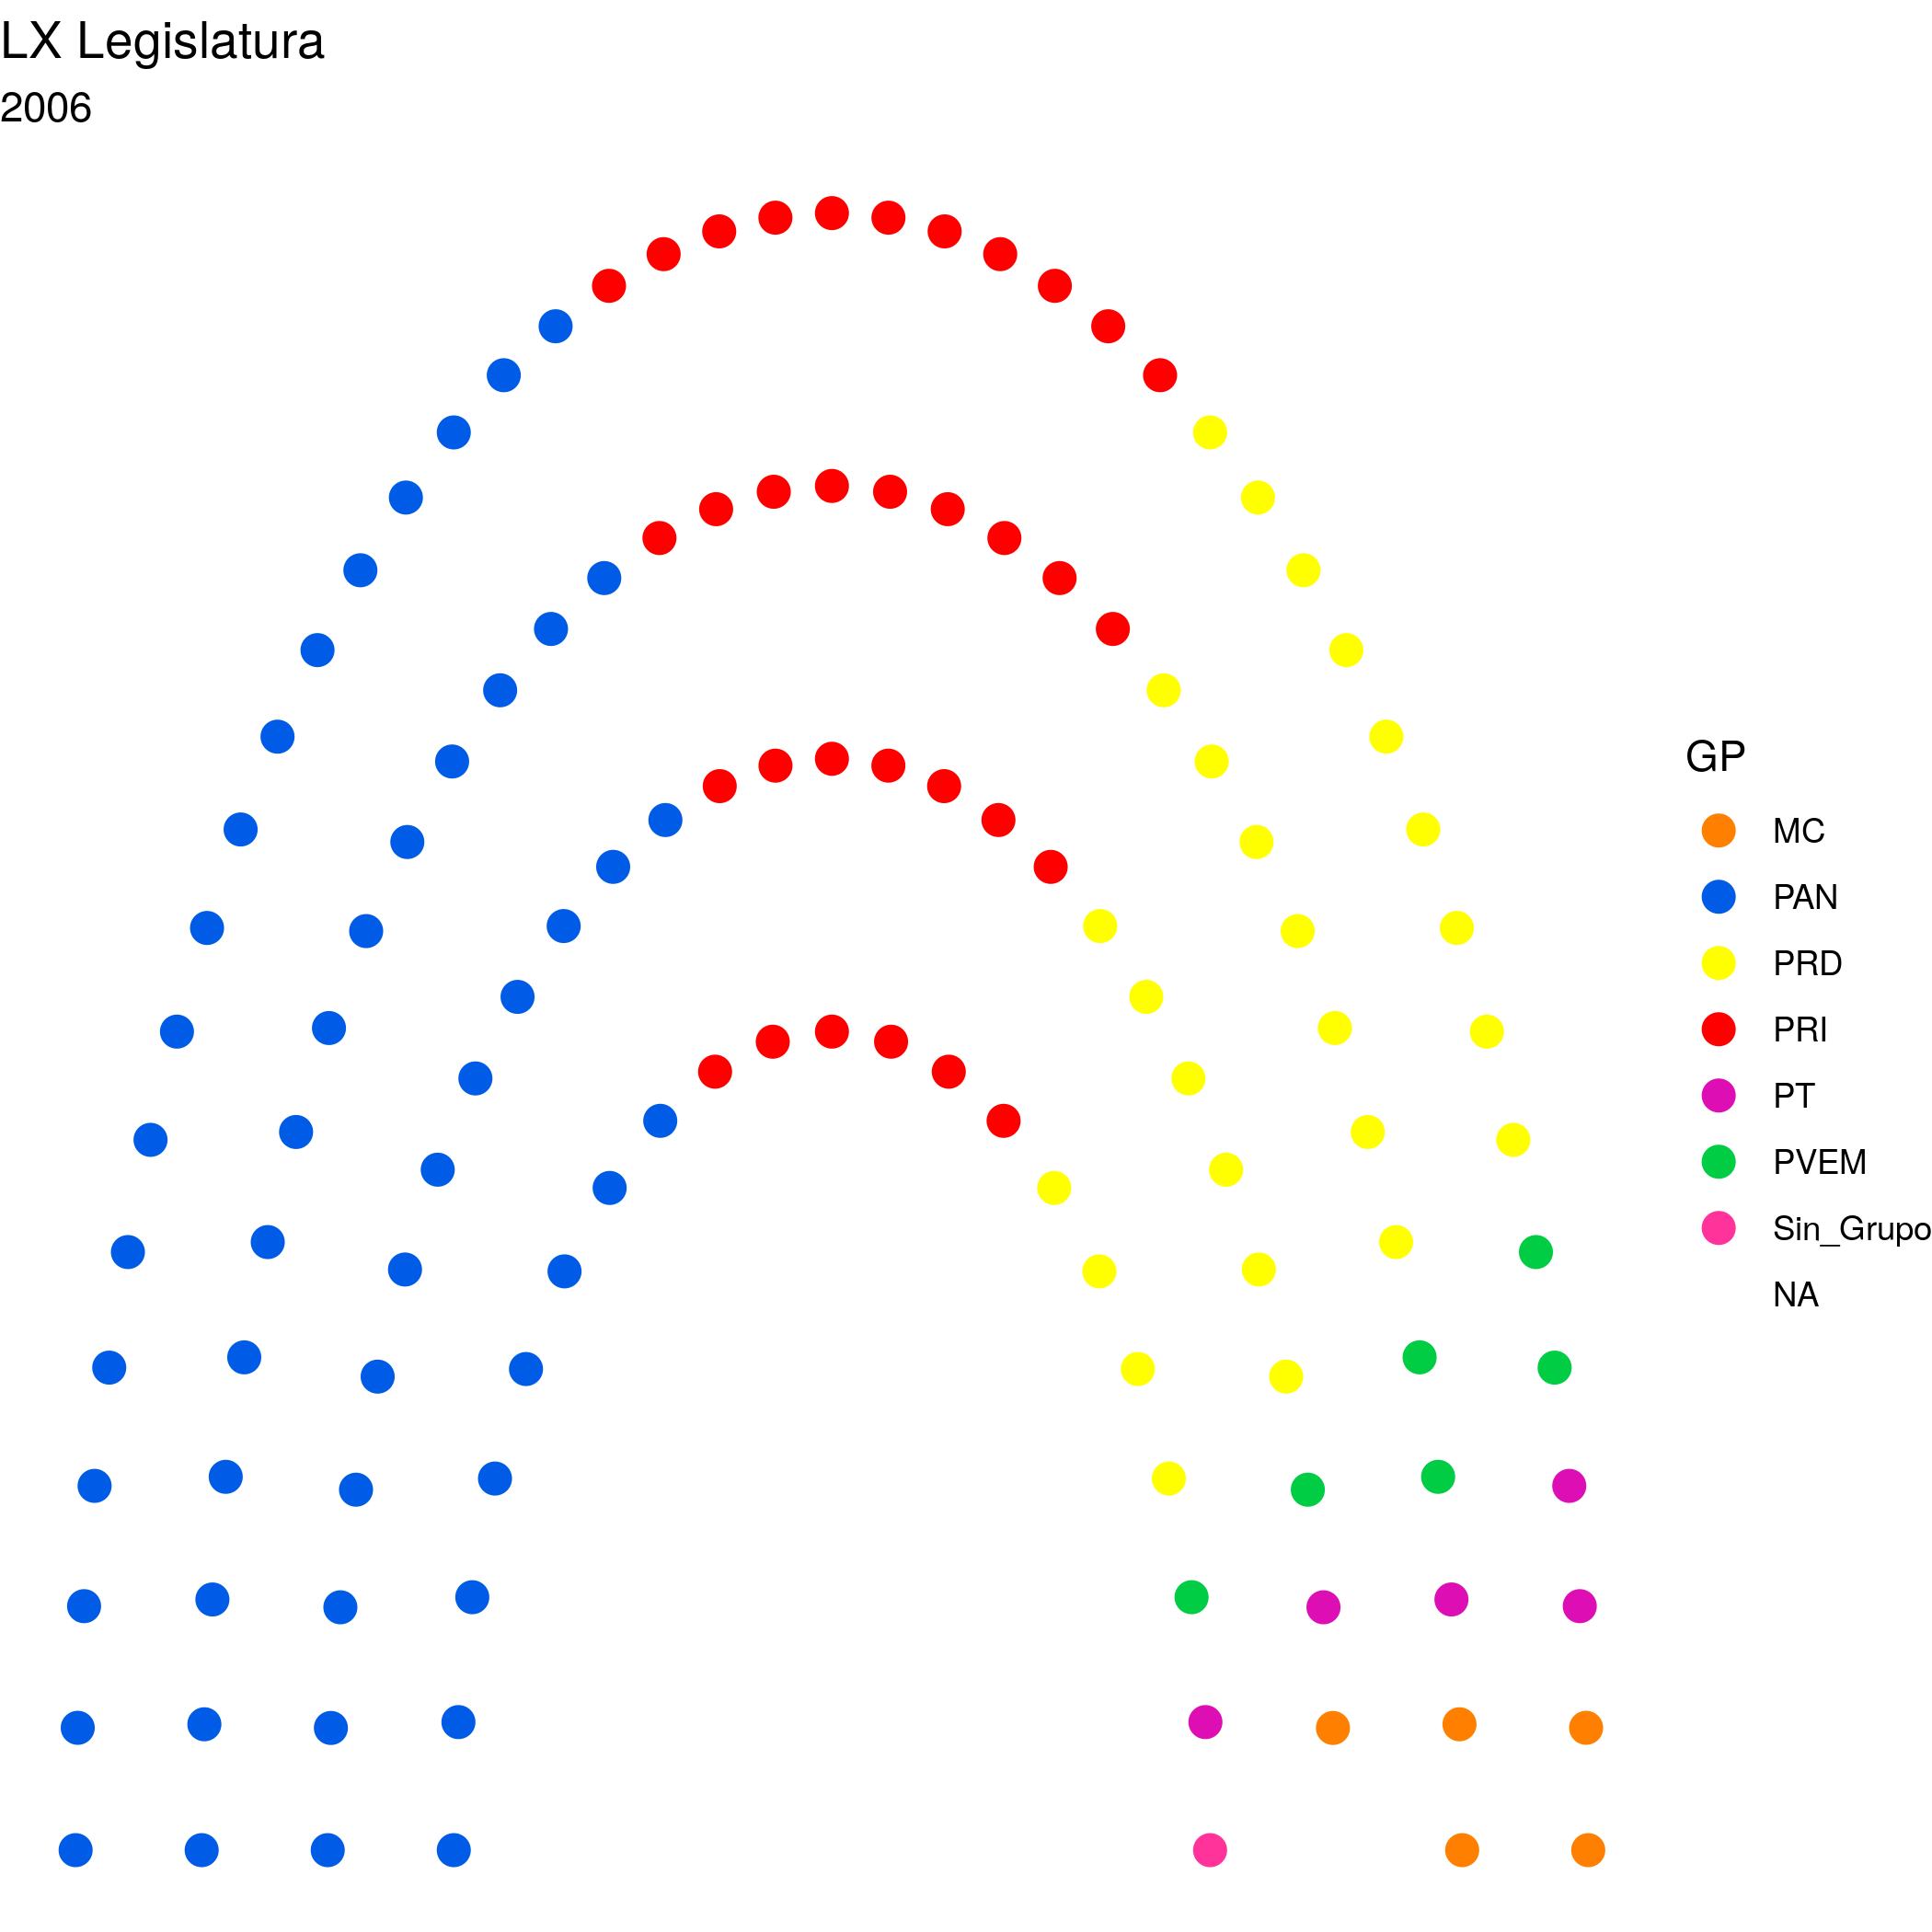 LX Legislatura
2006
GP
MC
PAN
PRD
PRI
PT
PVEM
Sin_Grupo
NA